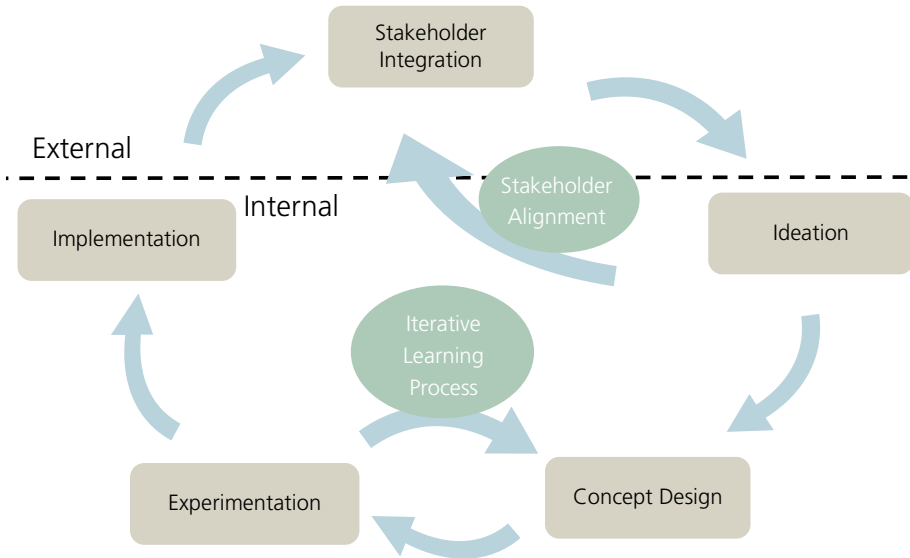 Stakeholder
Integration
External
Internal
Stakeholder
Alignment
Implementation
Ideation
Iterative
Learning
Process
Experimentation
Concept Design